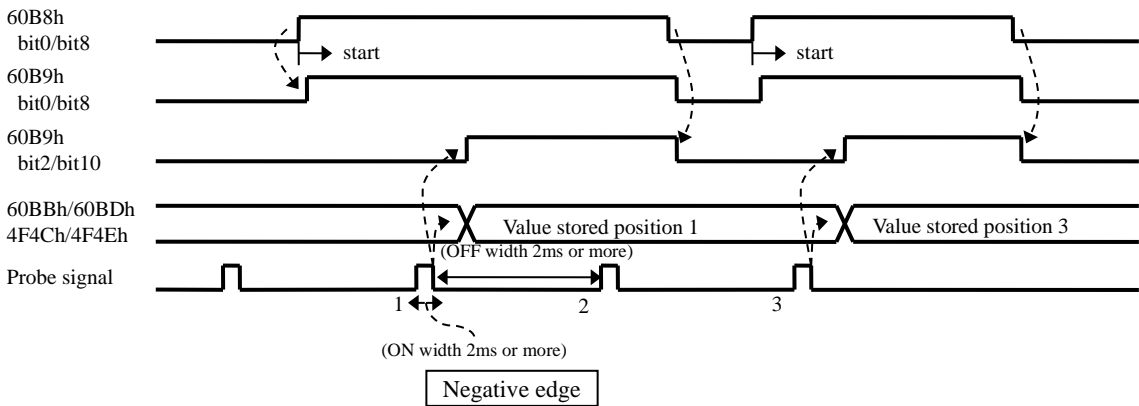 60B8h
bit0/bit8
start
start
60B9h
bit0/bit8
60B9h
bit2/bit10
60BBh/60BDh
4F4Ch/4F4Eh
Value stored position 1
Value stored position 3
(OFF width 2ms or more)
Probe signal
1
2
3
(ON width 2ms or more)
Negative edge